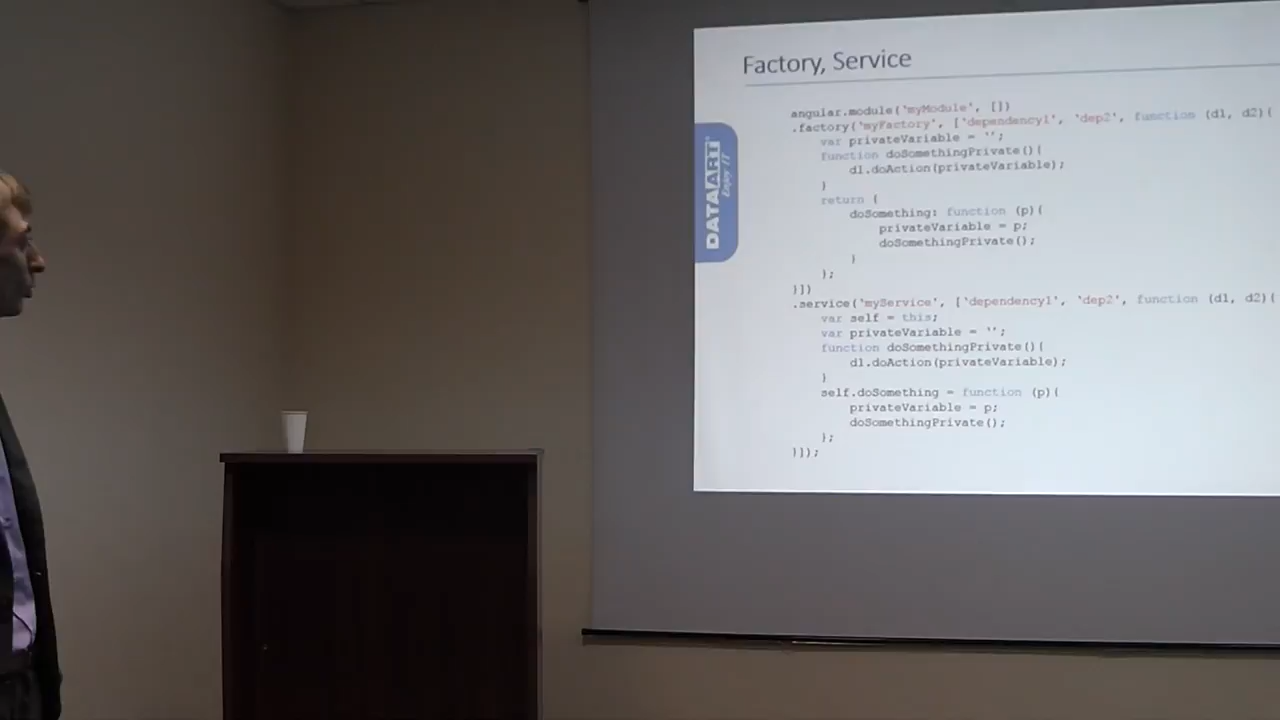 Factory, Service
DATAART
Enjoy IT
angular.module('myModule', [])
.factory('myFactory', ['dependency1', 'dep2', function (d1, d2){
var privateVariable = '';
function doSomethingPrivate(){
d1.doAction(privateVariable);
}
return {
doSomething: function (p){
privateVariable = p;
doSomethingPrivate();
}
};
}])
.service('myService', ['dependency1', 'dep2', function (d1, d2){
var self = this;
var privateVariable = '';
function doSomethingPrivate(){
d1.doAction(privateVariable);
}
self.doSomething = function (p){
privateVariable = p;
doSomethingPrivate();
};
}]);